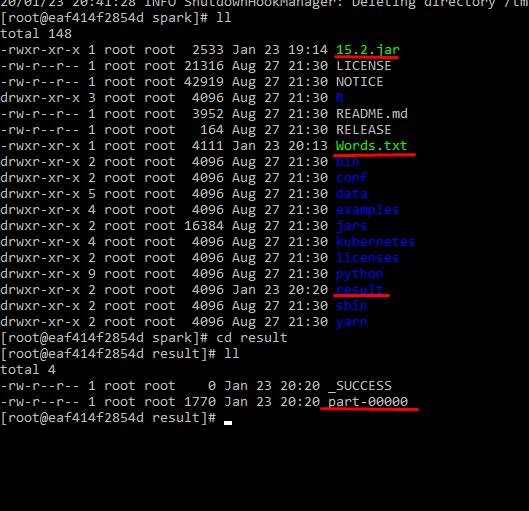 20/01/23 20:41:28 INFO ShutdownHookManager: Deleting directory /tm
[root@eaf414f2854d spark]# ll
total 148
-rwxr-xr-x 1 root root  2533 Jan 23 19:14 15.2.jar
-rw-r--r-- 1 root root 21316 Aug 27 21:30 LICENSE
-rw-r--r-- 1 root root 42919 Aug 27 21:30 NOTICE
drwxr-xr-x 3 root root  4096 Aug 27 21:30 R
-rw-r--r-- 1 root root  3952 Aug 27 21:30 README.md
-rw-r--r-- 1 root root   164 Aug 27 21:30 RELEASE
-rwxr-xr-x 1 root root  4111 Jan 23 20:13 Words.txt
drwxr-xr-x 2 root root  4096 Aug 27 21:30 bin
drwxr-xr-x 2 root root  4096 Aug 27 21:30 conf
drwxr-xr-x 5 root root  4096 Aug 27 21:30 data
drwxr-xr-x 4 root root  4096 Aug 27 21:30 examples
drwxr-xr-x 2 root root 16384 Aug 27 21:30 jars
drwxr-xr-x 4 root root  4096 Aug 27 21:30 kubernetes
drwxr-xr-x 2 root root  4096 Aug 27 21:30 licenses
drwxr-xr-x 9 root root  4096 Aug 27 21:30 python
drwxr-xr-x 2 root root  4096 Jan 23 20:20 result
drwxr-xr-x 2 root root  4096 Aug 27 21:30 sbin
drwxr-xr-x 2 root root  4096 Aug 27 21:30 yarn
[root@eaf414f2854d spark]# cd result
[root@eaf414f2854d result]# ll
total 4
-rw-r--r-- 1 root root    0 Jan 23 20:20 _SUCCESS
-rw-r--r-- 1 root root 1770 Jan 23 20:20 part-00000
[root@eaf414f2854d result]#